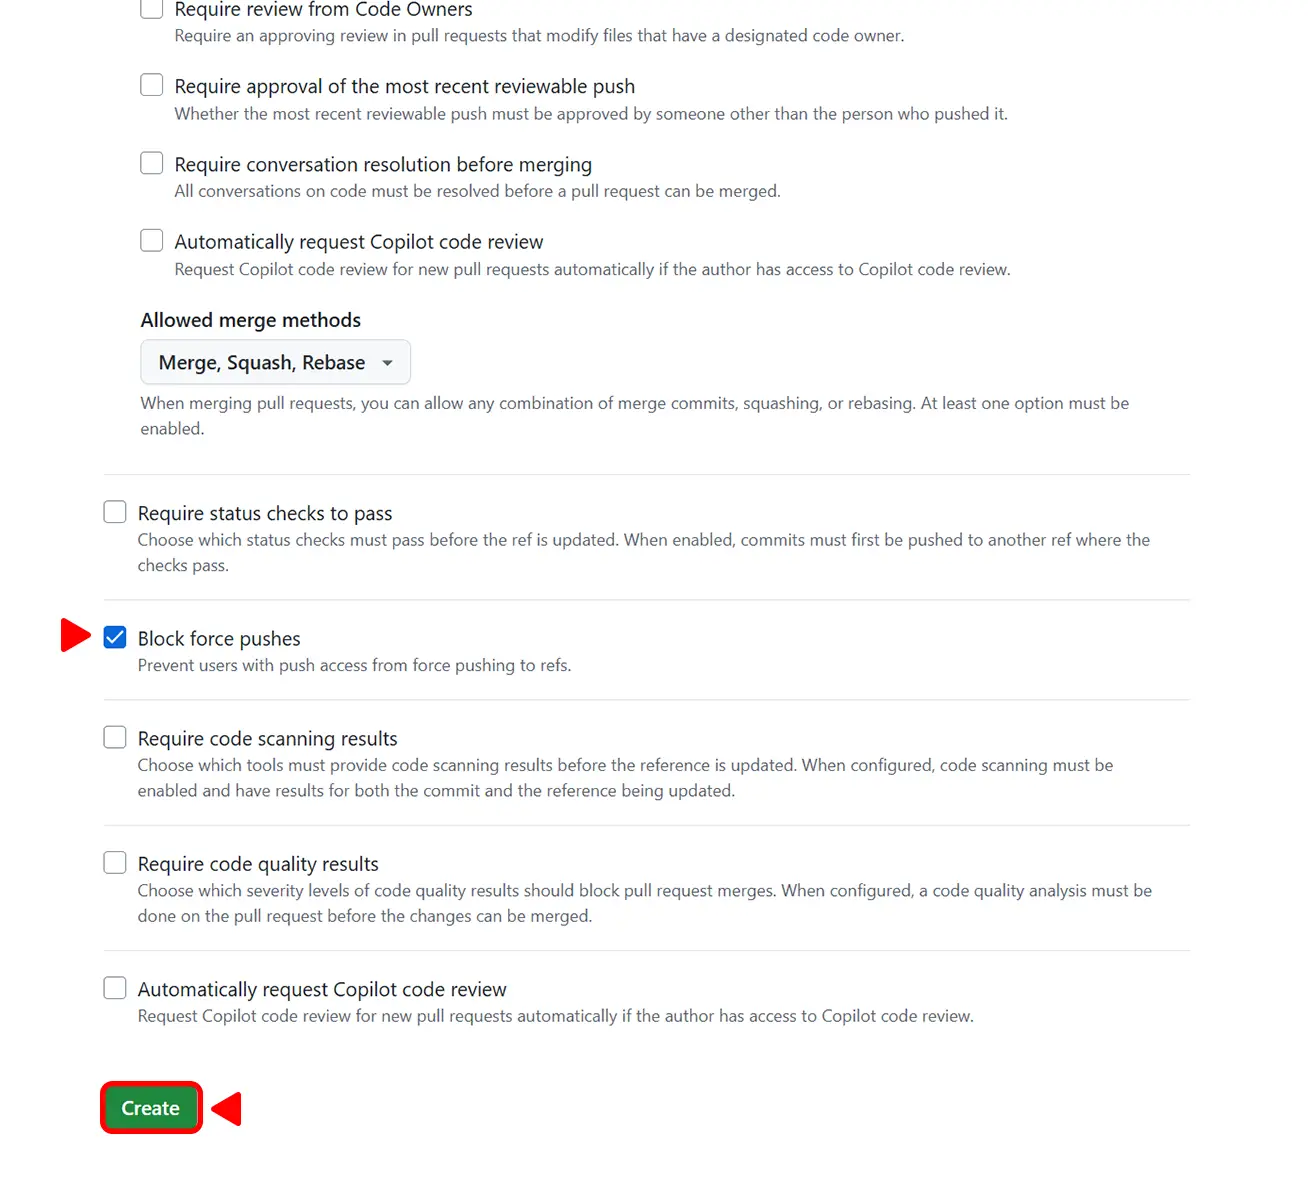 Require review from Code Owners
Require an approving review in pull requests that modify files that have a designated code owner.
Require approval of the most recent reviewable push
Whether the most recent reviewable push must be approved by someone other than the person who pushed it.
Require conversation resolution before merging
All conversations on code must be resolved before a pull request can be merged.
Automatically request Copilot code review
Request Copilot code review for new pull requests automatically if the author has access to Copilot code review.
Allowed merge methods
Merge, Squash, Rebase
When merging pull requests, you can allow any combination of merge commits, squashing, or rebasing. At least one option must be
enabled.
Require status checks to pass
Choose which status checks must pass before the ref is updated. When enabled, commits must first be pushed to another ref where the
checks pass.
Block force pushes
Prevent users with push access from force pushing to refs.
Require code scanning results
Choose which tools must provide code scanning results before the reference is updated. When configured, code scanning must be
enabled and have results for both the commit and the reference being updated.
Require code quality results
Choose which severity levels of code quality results should block pull request merges. When configured, a code quality analysis must be
done on the pull request before the changes can be merged.
Automatically request Copilot code review
Request Copilot code review for new pull requests automatically if the author has access to Copilot code review.
Create